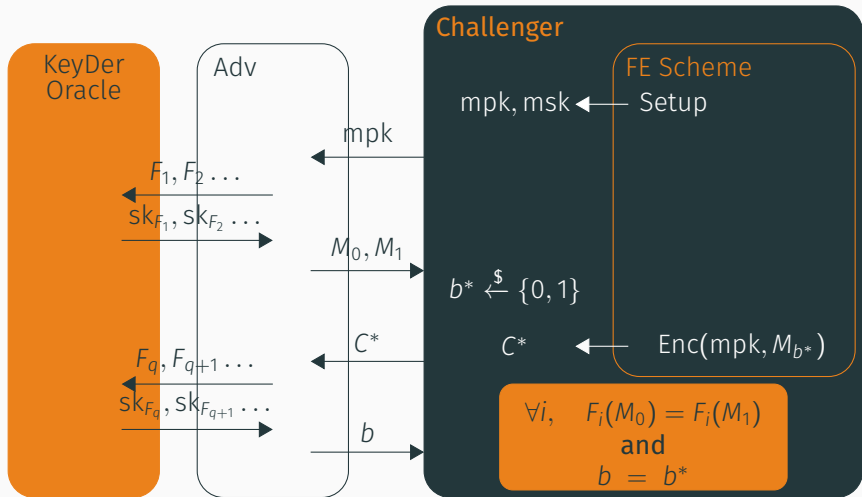 Challenger
KeyDer
Oracle
Adv
FE Scheme
mpk, msk
Setup
mpk
F₁, F₂ …
sk_{F₁}, sk_{F₂} …
M₀, M₁
b* ←$ {0, 1}
C*
C*
Enc(mpk, M_{b*})
F_q, F_{q+1} …
sk_{F_q}, sk_{F_{q+1}} …
b
∀i, F_i(M₀) = F_i(M₁)
and
b = b*